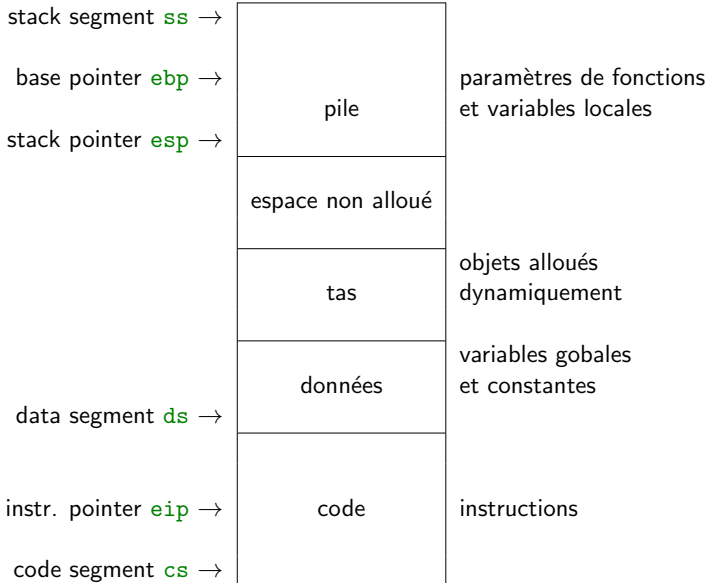 stack segment ss →
base pointer ebp →
paramètres de fonctions
pile
et variables locales
stack pointer esp →
espace non alloué
objets alloués
tas
dynamiquement
variables gobales
données
et constantes
data segment ds →
instr. pointer eip →
code
instructions
code segment cs →